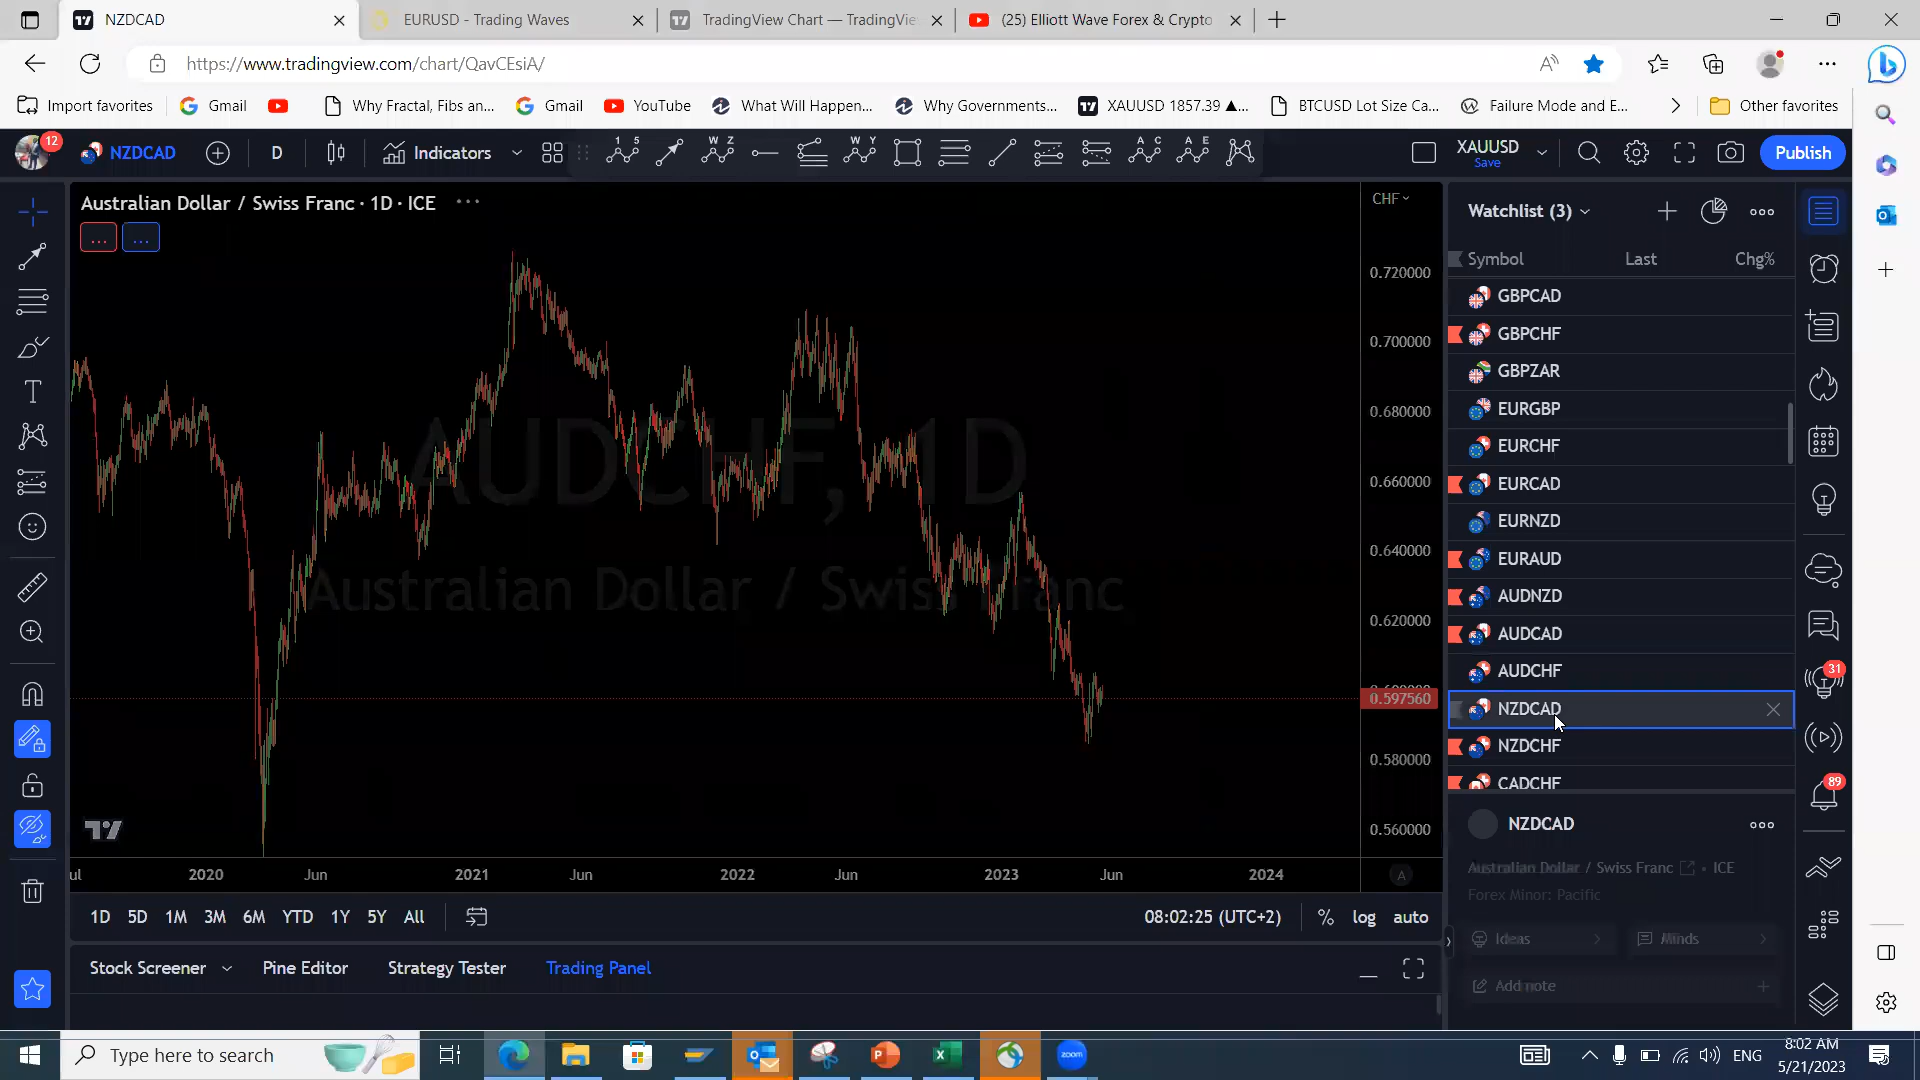 NZDCAD
EURUSD - Trading Waves
TradingView Chart — TradingVie
(25) Elliott Wave Forex & Crypto
https://www.tradingview.com/chart/QavCEsiA/
Import favorites
Gmail
Why Fractal, Fibs an...
Gmail
YouTube
What Will Happen...
Why Governments...
XAUUSD 1857.39 ▲...
BTCUSD Lot Size Ca...
Failure Mode and E...
Other favorites
12
NZDCAD
D
Indicators
XAUUSD
Save
Publish
Australian Dollar / Swiss Franc · 1D · ICE
CHF
Watchlist (3)
Symbol
Last
Chg%
GBPCAD
GBPCHF
GBPZAR
EURGBP
EURCHF
EURCAD
EURNZD
EURAUD
AUDNZD
AUDCAD
AUDCHF
NZDCAD
NZDCHF
CADCHF
0.720000
0.700000
0.680000
0.660000
0.640000
0.620000
0.597560
0.580000
0.560000
AUDCHF, 1D
Australian Dollar / Swiss Franc
2020
Jun
2021
Jun
2022
Jun
2023
Jun
2024
A
1D 5D 1M 3M 6M YTD 1Y 5Y All
08:02:25 (UTC+2)
% log auto
Stock Screener
Pine Editor
Strategy Tester
Trading Panel
NZDCAD
Australian Dollar / Swiss Franc · ICE
Forex Minor: Pacific
Ideas
Minds
Add note
31
89
Type here to search
zoom
ENG
8:02 AM
5/21/2023